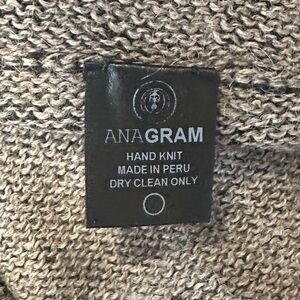 ANAGRAM
HAND KNIT
MADE IN PERU
DRY CLEAN ONLY